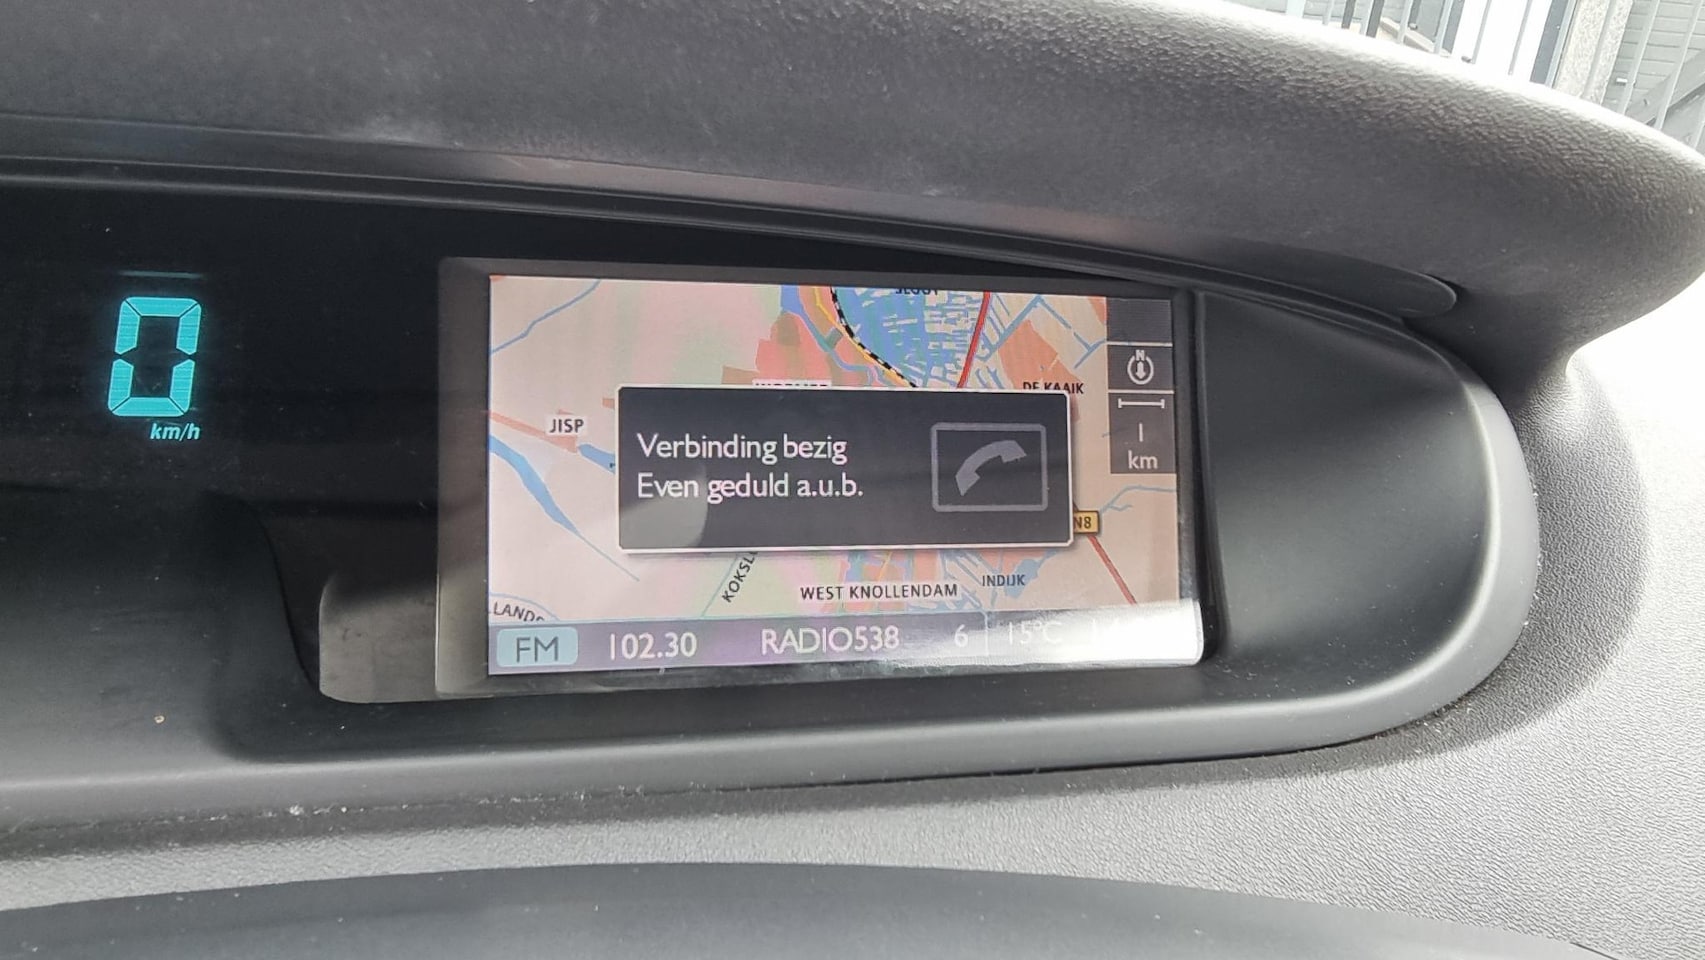 0
km/h
DE KAAIK
JISP
N
1
km
Verbinding bezig
Even geduld a.u.b.
N8
INDIJK
WEST KNOLLENDAM
FM 102.30 RADIO538 6 15°C